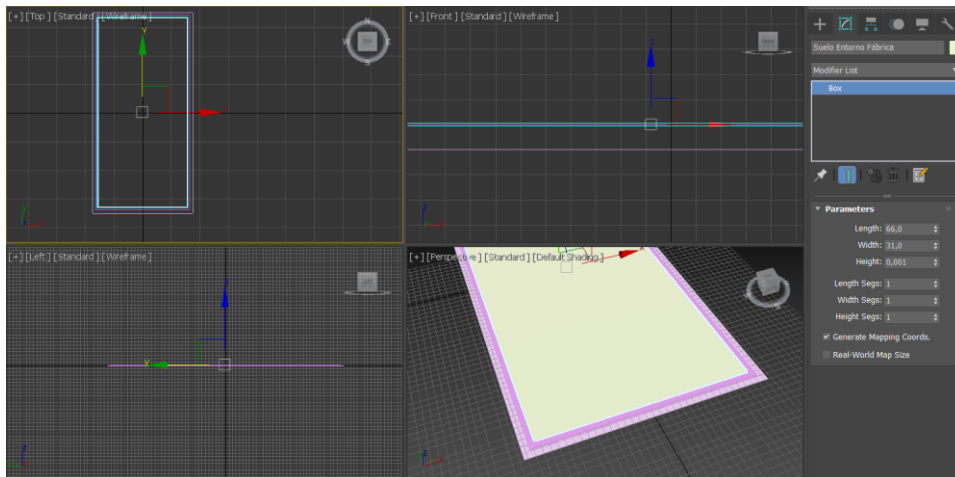 [+] [Top] [Standard] [Wireframe]
[+] [Front] [Standard] [Wireframe]
[+] [Left] [Standard] [Wireframe]
[+] [Perspective] [Standard] [Default Shading]
Suelo Entorno Fábrica
Modifier List
Box
Parameters
Length: 66,0
Width: 31,0
Height: 0,001
Length Segs: 1
Width Segs: 1
Height Segs: 1
Generate Mapping Coords.
Real-World Map Size